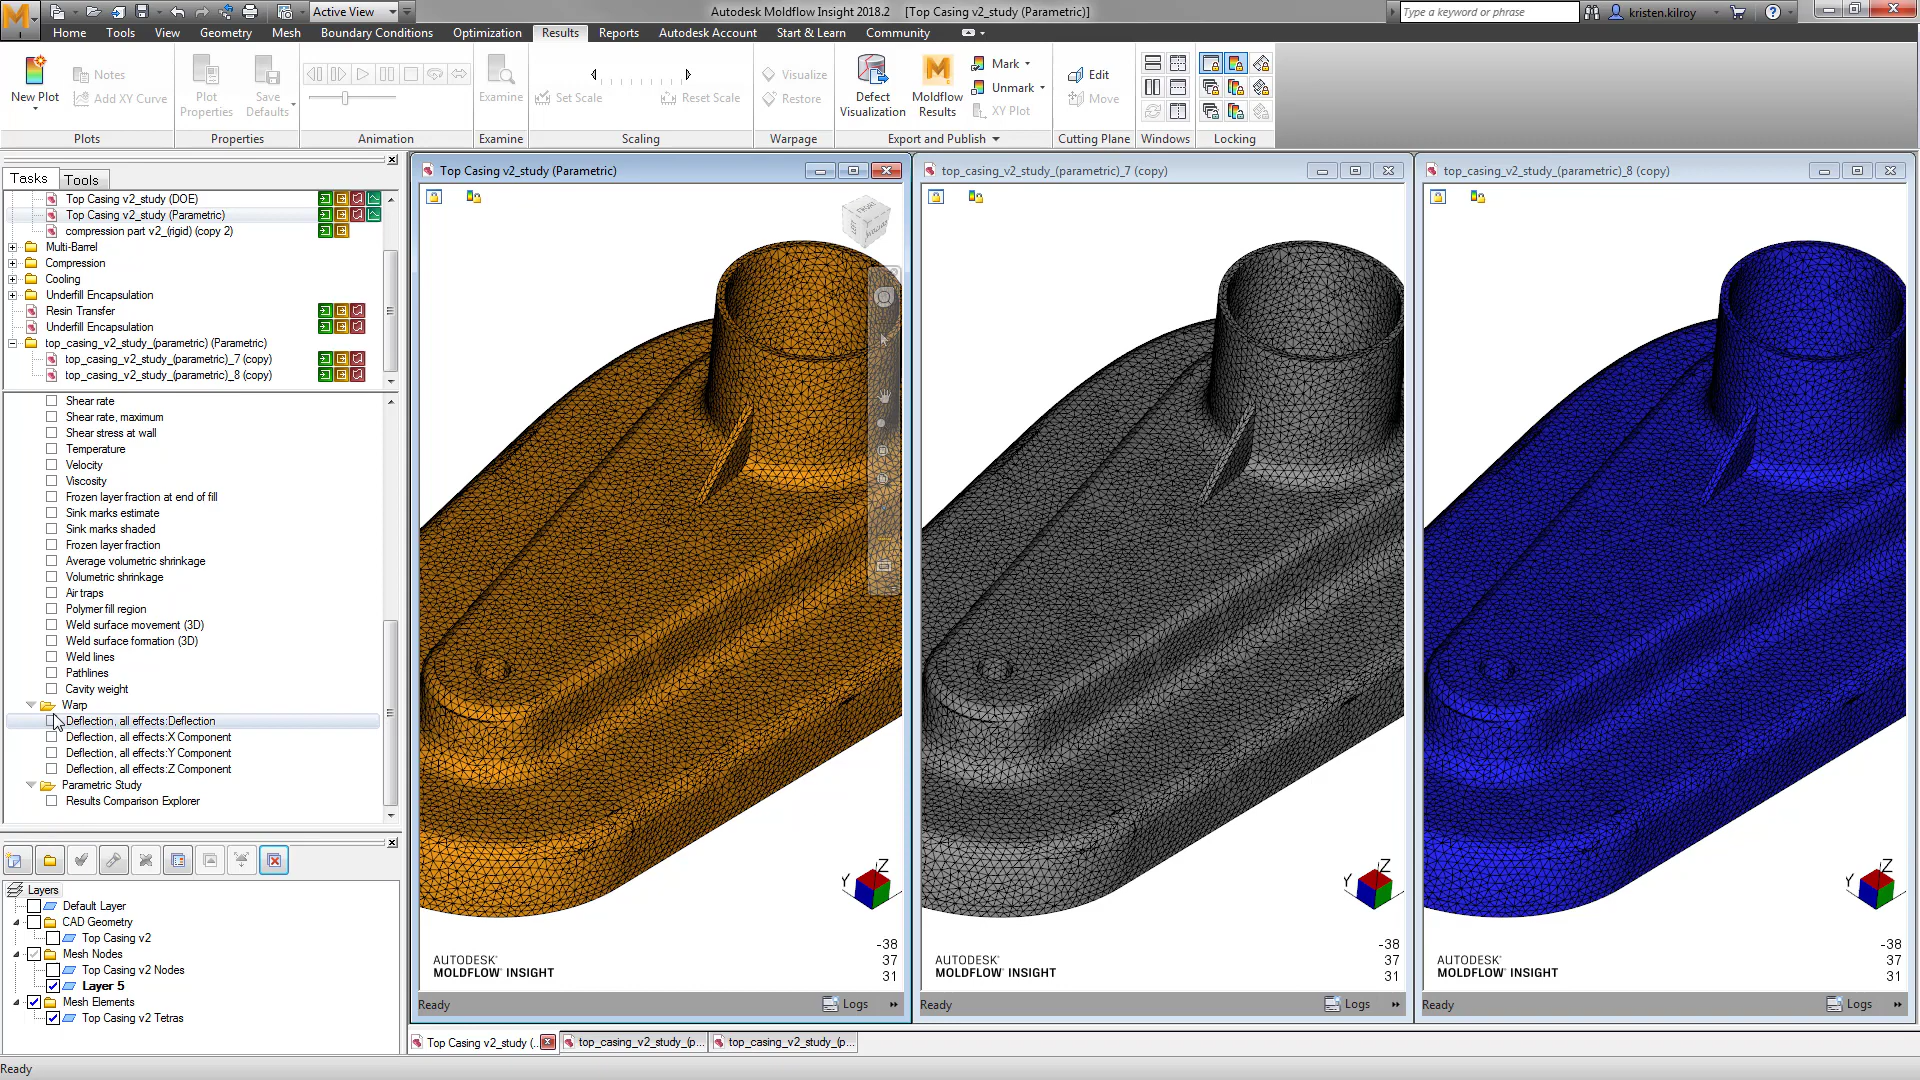 Active View
Autodesk Moldflow Insight 2018.2 [Top Casing v2_study (Parametric)]
Type a keyword or phrase
kristen.kilroy
Home Tools View Geometry Mesh Boundary Conditions Optimization Results Reports Autodesk Account Start & Learn Community
New Plot
Notes
Add XY Curve
Plots
Plot Properties
Save Defaults
Properties
Animation
Examine
Examine
Set Scale
Reset Scale
Scaling
Visualize
Restore
Warpage
Defect Visualization
Moldflow Results
Mark
Unmark
XY Plot
Export and Publish
Edit
Move
Cutting Plane
Windows
Locking
Tasks Tools
Top Casing v2_study (DOE)
Top Casing v2_study (Parametric)
compression part v2_(rigid) (copy 2)
Multi-Barrel
Compression
Cooling
Underfill Encapsulation
Resin Transfer
Underfill Encapsulation
top_casing_v2_study_(parametric) (Parametric)
top_casing_v2_study_(parametric)_7 (copy)
top_casing_v2_study_(parametric)_8 (copy)
Shear rate
Shear rate, maximum
Shear stress at wall
Temperature
Velocity
Viscosity
Frozen layer fraction at end of fill
Sink marks estimate
Sink marks shaded
Frozen layer fraction
Average volumetric shrinkage
Volumetric shrinkage
Air traps
Polymer fill region
Weld surface movement (3D)
Weld surface formation (3D)
Weld lines
Pathlines
Cavity weight
Warp
Deflection, all effects:Deflection
Deflection, all effects:X Component
Deflection, all effects:Y Component
Deflection, all effects:Z Component
Parametric Study
Results Comparison Explorer
Layers
Default Layer
CAD Geometry
Top Casing v2
Mesh Nodes
Top Casing v2 Nodes
Layer 5
Mesh Elements
Top Casing v2 Tetras
Top Casing v2_study (Parametric)
Z
Y
-38
37
31
AUTODESK®
MOLDFLOW® INSIGHT
Ready
Logs
top_casing_v2_study_(parametric)_7 (copy)
Z
Y
-38
37
31
AUTODESK®
MOLDFLOW® INSIGHT
Ready
Logs
top_casing_v2_study_(parametric)_8 (copy)
Z
Y
-38
37
31
AUTODESK®
MOLDFLOW® INSIGHT
Ready
Logs
Top Casing v2_study (..
top_casing_v2_study_(p...
top_casing_v2_study_(p...
Ready